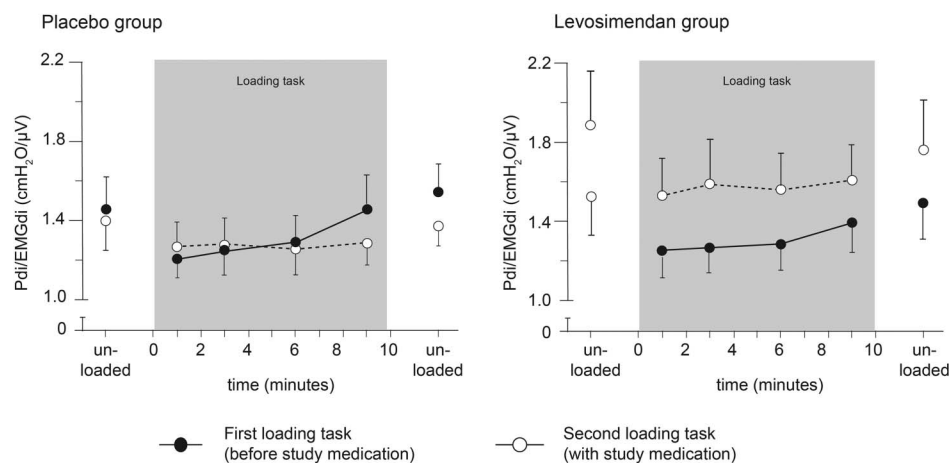 Placebo group
2.2
1.8
1.4
1.0
0
Pdi/EMGdi (cmH₂O/μV)
Loading task
un-
loaded
0 2 4 6 8 10
un-
loaded
time (minutes)
Levosimendan group
2.2
1.8
1.4
1.0
0
Pdi/EMGdi (cmH₂O/μV)
Loading task
un-
loaded
0 2 4 6 8 10
un-
loaded
time (minutes)
First loading task
(before study medication)
Second loading task
(with study medication)